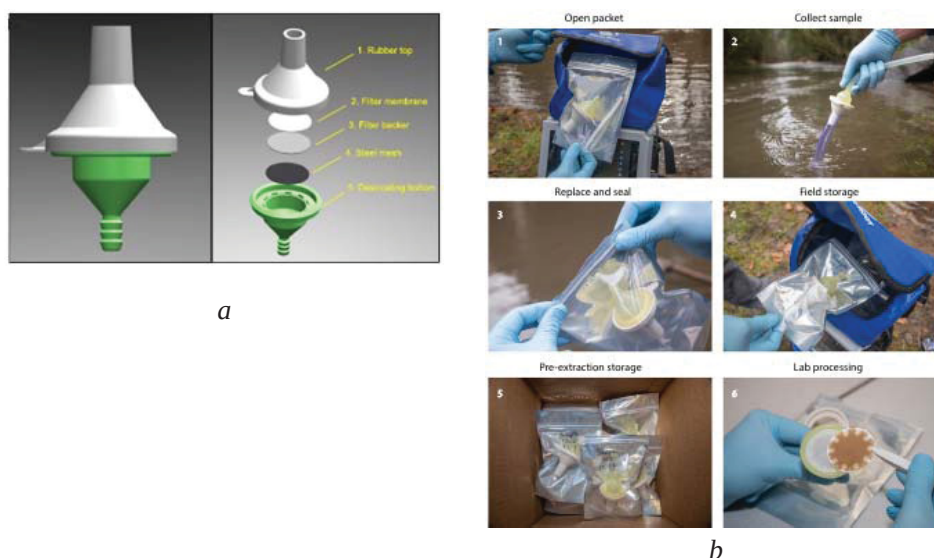 1. Rubber top
2. Filter membrane
3. Filter backer
4. Steel mesh
5. Desiccating bottom
a
Open packet
1
Collect sample
2
Replace and seal
3
Field storage
4
Pre-extraction storage
5
Lab processing
6
b